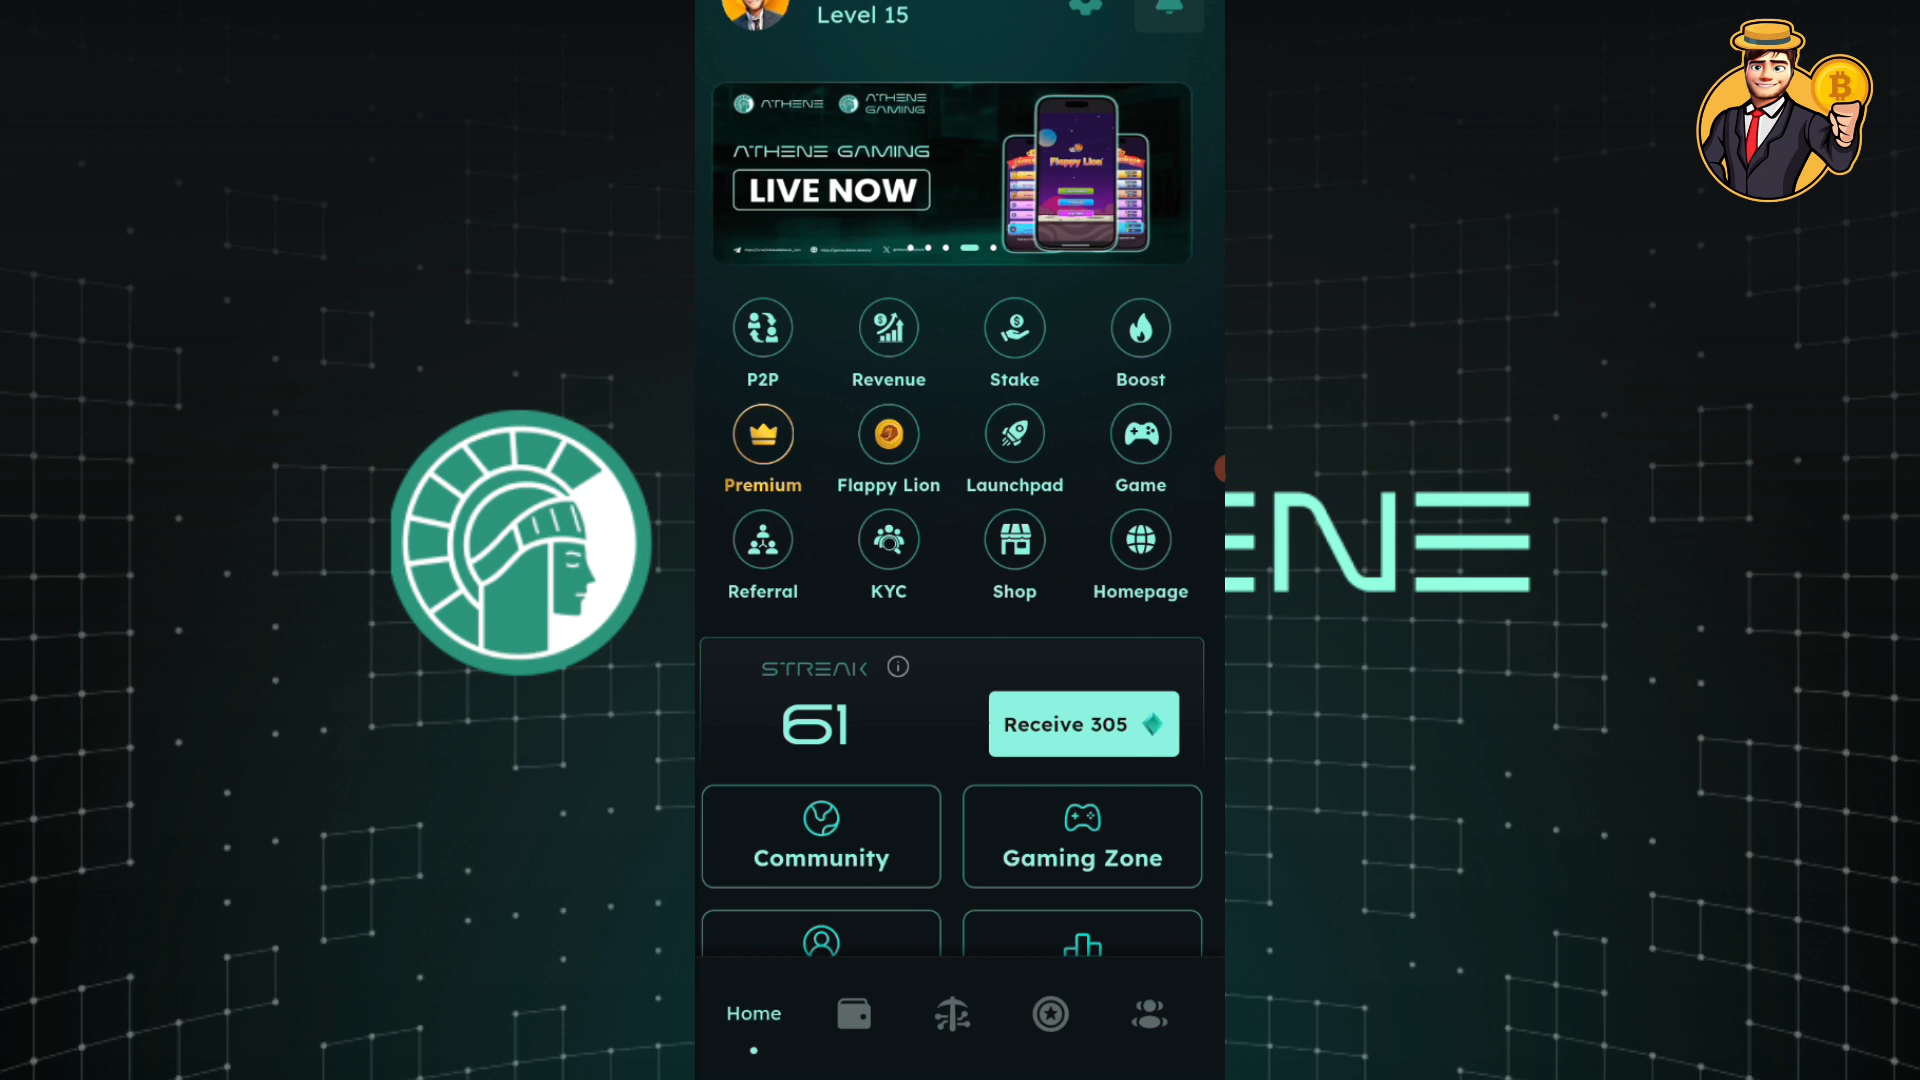 Level 15
ATHENE
ATHENE GAMING
ATHENE GAMING
LIVE NOW
Flappy Lion
P2P
Revenue
Stake
Boost
Premium
Flappy Lion
Launchpad
Game
Referral
KYC
Shop
Homepage
STREAK
61
Receive 305
Community
Gaming Zone
Home
ENE